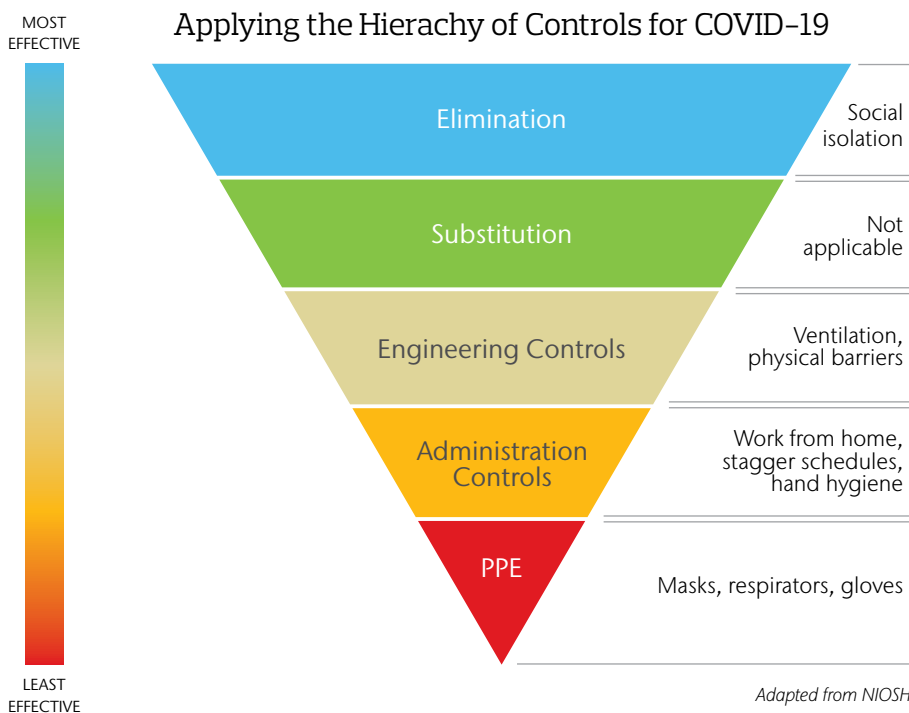 MOST
EFFECTIVE
Applying the Hierachy of Controls for COVID–19
Elimination
Social
isolation
Substitution
Not
applicable
Engineering Controls
Ventilation,
physical barriers
Administration
Controls
Work from home,
stagger schedules,
hand hygiene
PPE
Masks, respirators, gloves
LEAST
EFFECTIVE
Adapted from NIOSH